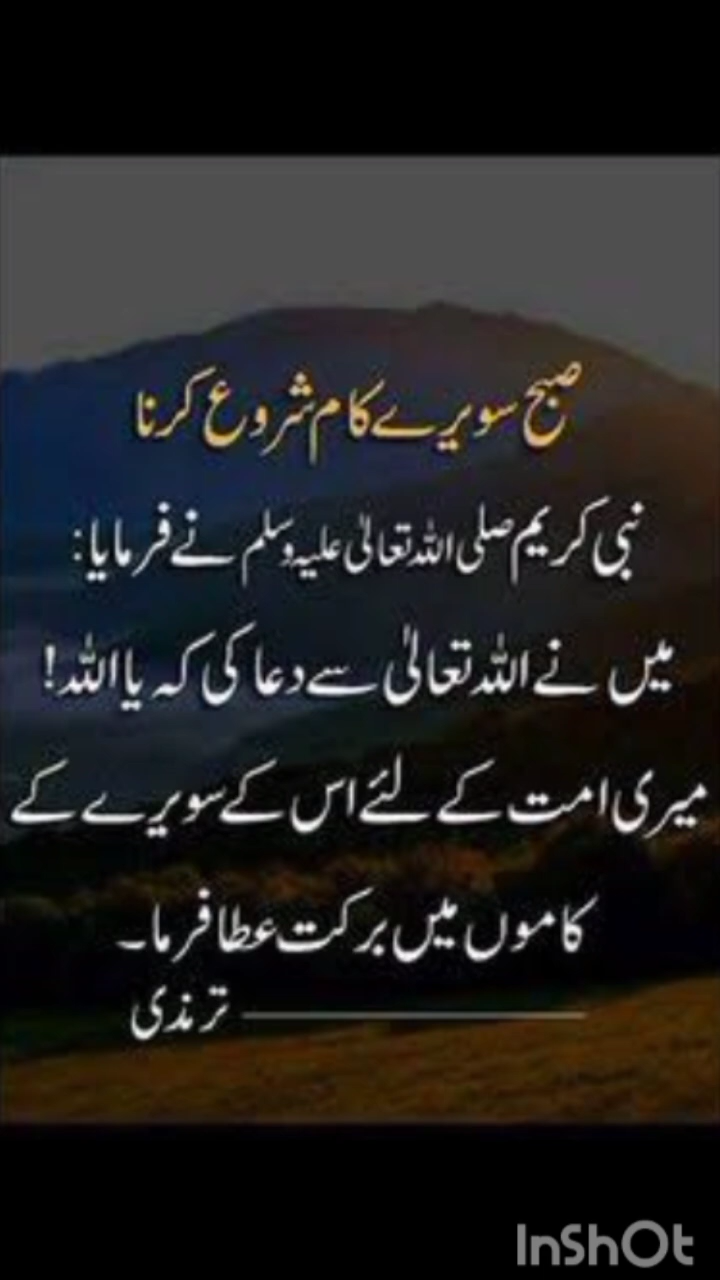 صبح سویرے کام شروع کرنا
نبی کریم صلی اللہ تعالیٰ علیہ وسلم نے فرمایا:
میں نے اللہ تعالیٰ سے دعا کی کہ یا اللہ!
میری امت کے لئے اس کے سویرے کے
کاموں میں برکت عطا فرما۔
ترمذی
InShOt